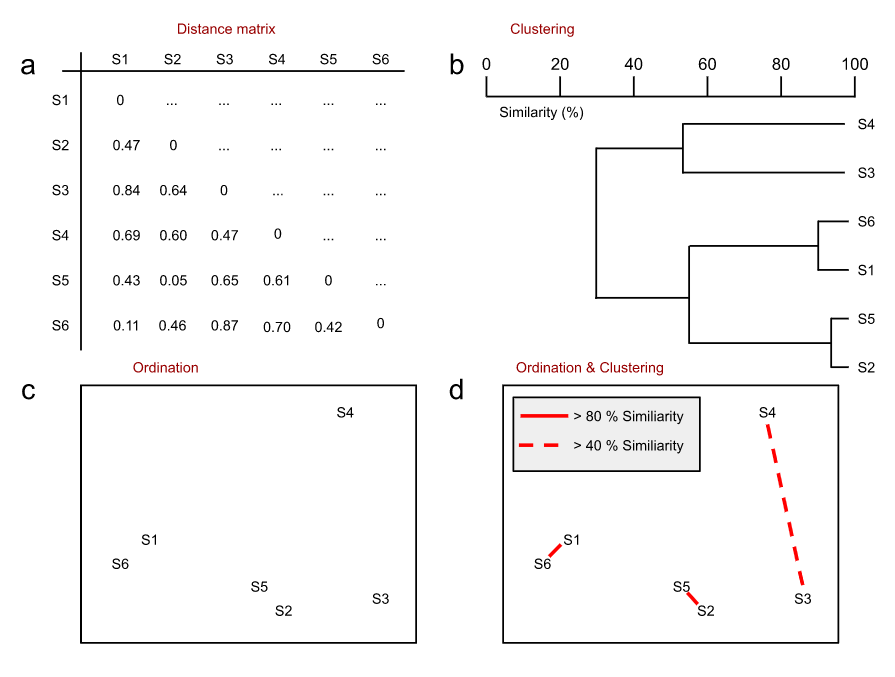 Distance matrix
a
S1 S2 S3 S4 S5 S6
S1 0 ... ... ... ... ...
S2 0.47 0 ... ... ... ...
S3 0.84 0.64 0 ... ... ...
S4 0.69 0.60 0.47 0 ... ...
S5 0.43 0.05 0.65 0.61 0 ...
S6 0.11 0.46 0.87 0.70 0.42 0
Clustering
b
0 20 40 60 80 100
Similarity (%)
S4
S3
S6
S1
S5
S2
Ordination
c
S4
S1
S6
S5
S3
S2
Ordination & Clustering
d
> 80 % Similiarity
> 40 % Similiarity
S4
S1
S6
S5
S3
S2